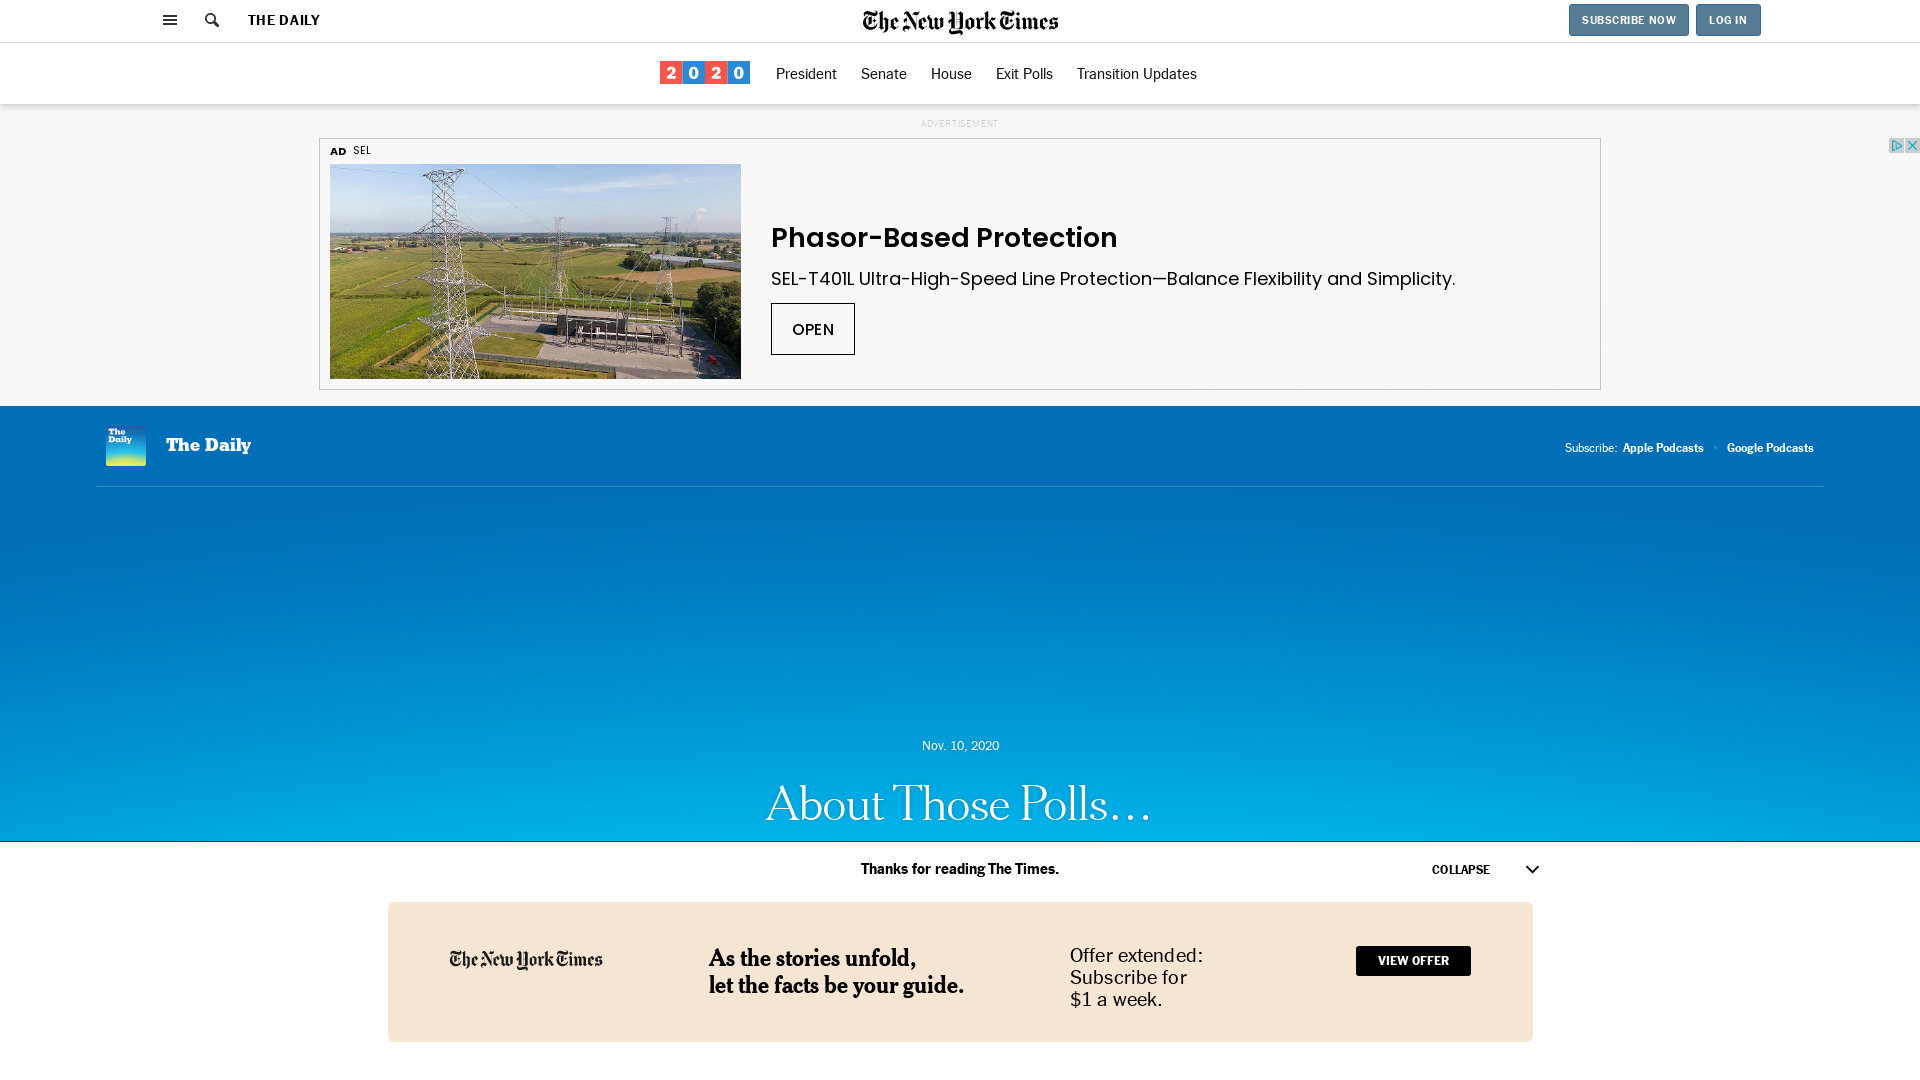 THE DAILY
The New York Times
SUBSCRIBE NOW
LOG IN
2020
President
Senate
House
Exit Polls
Transition Updates
ADVERTISEMENT
AD SEL
Phasor-Based Protection
SEL-T401L Ultra-High-Speed Line Protection—Balance Flexibility and Simplicity.
OPEN
The
Daily
The Daily
Subscribe: Apple Podcasts • Google Podcasts
Nov. 10, 2020
About Those Polls…
Thanks for reading The Times.
COLLAPSE
The New York Times
As the stories unfold,
let the facts be your guide.
Offer extended:
Subscribe for
$1 a week.
VIEW OFFER